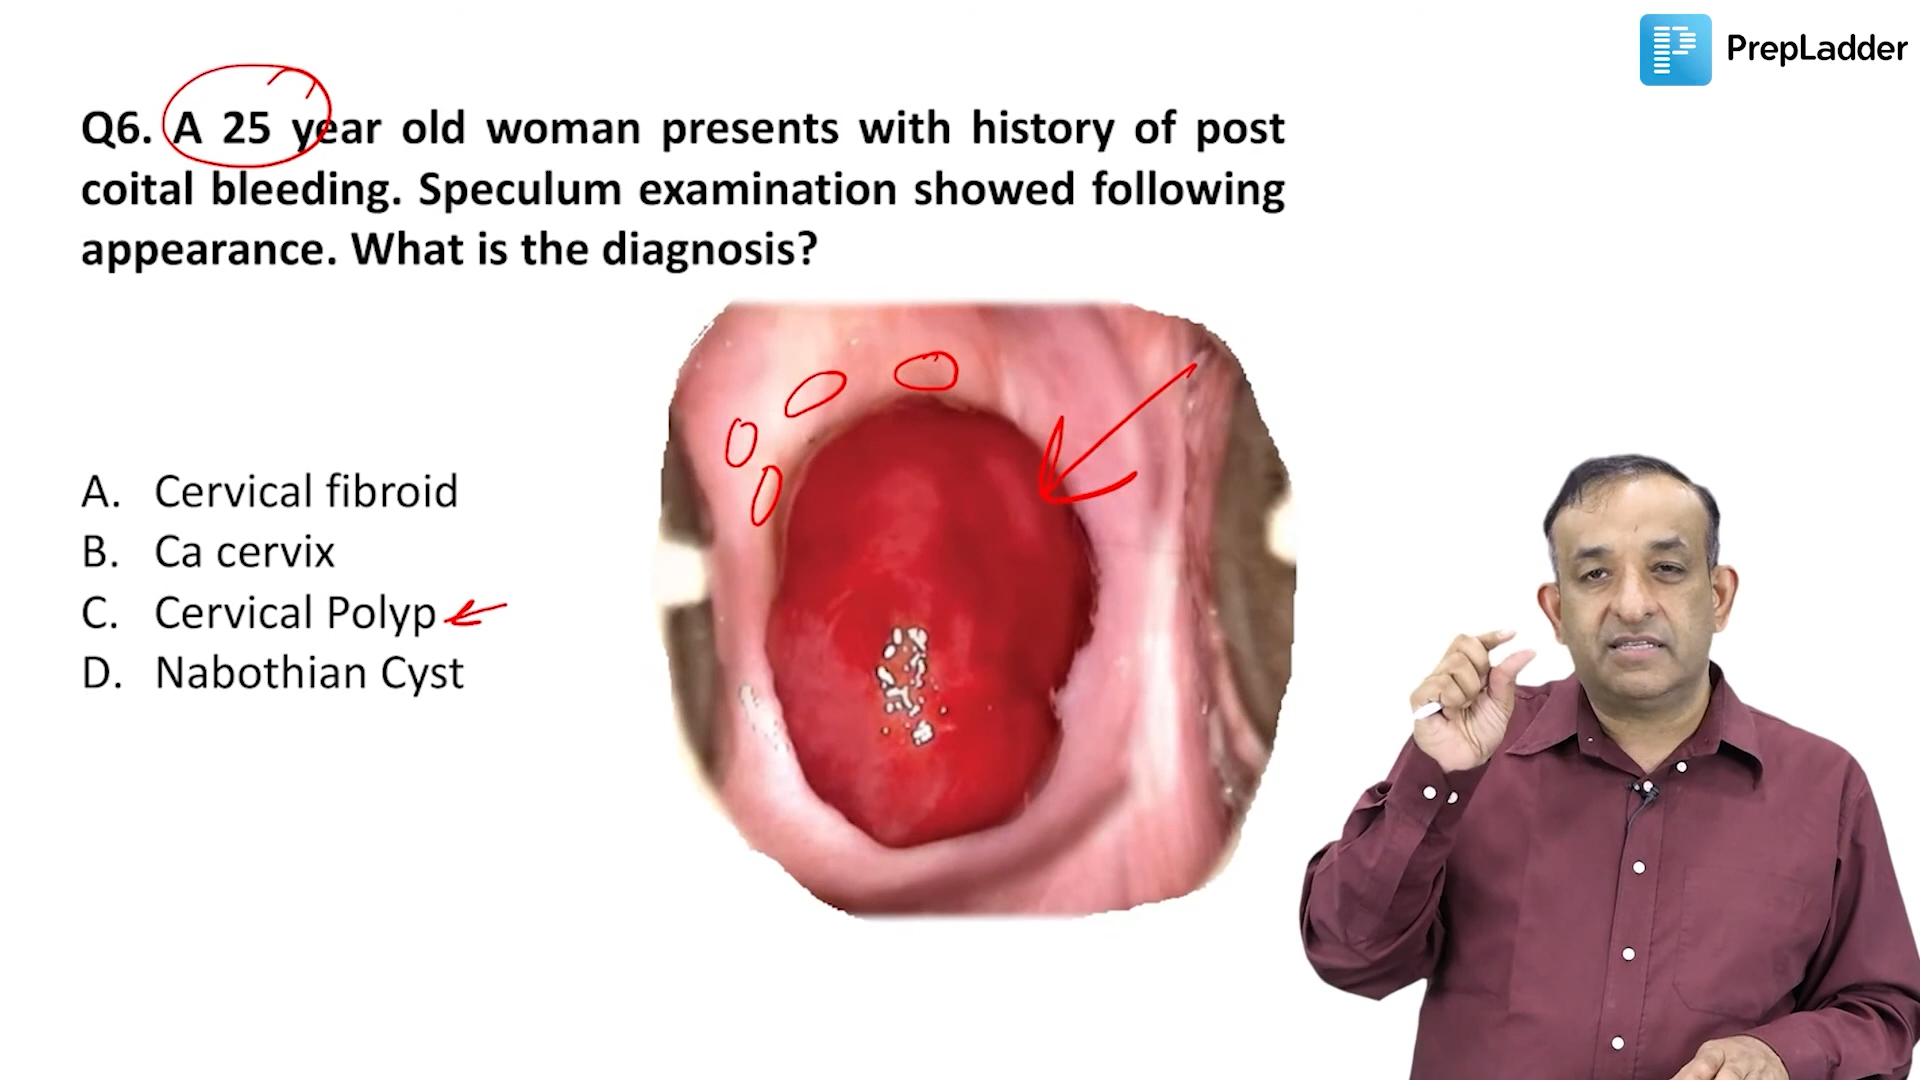 PrepLadder
Q6. A 25 year old woman presents with history of post
coital bleeding. Speculum examination showed following
appearance. What is the diagnosis?
A. Cervical fibroid
B. Ca cervix
C. Cervical Polyp
D. Nabothian Cyst